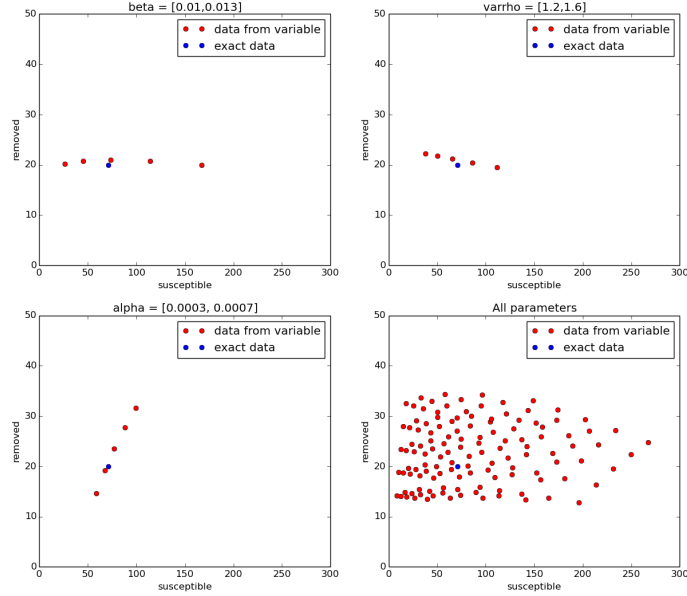 beta = [0.01,0.013]
50
40
30
20
10
0
removed
data from variable
exact data
0 50 100 150 200 250 300
susceptible
varrho = [1.2,1.6]
50
40
30
20
10
0
removed
data from variable
exact data
0 50 100 150 200 250 300
susceptible
alpha = [0.0003, 0.0007]
50
40
30
20
10
0
removed
data from variable
exact data
0 50 100 150 200 250 300
susceptible
All parameters
50
40
30
20
10
0
removed
data from variable
exact data
0 50 100 150 200 250 300
susceptible